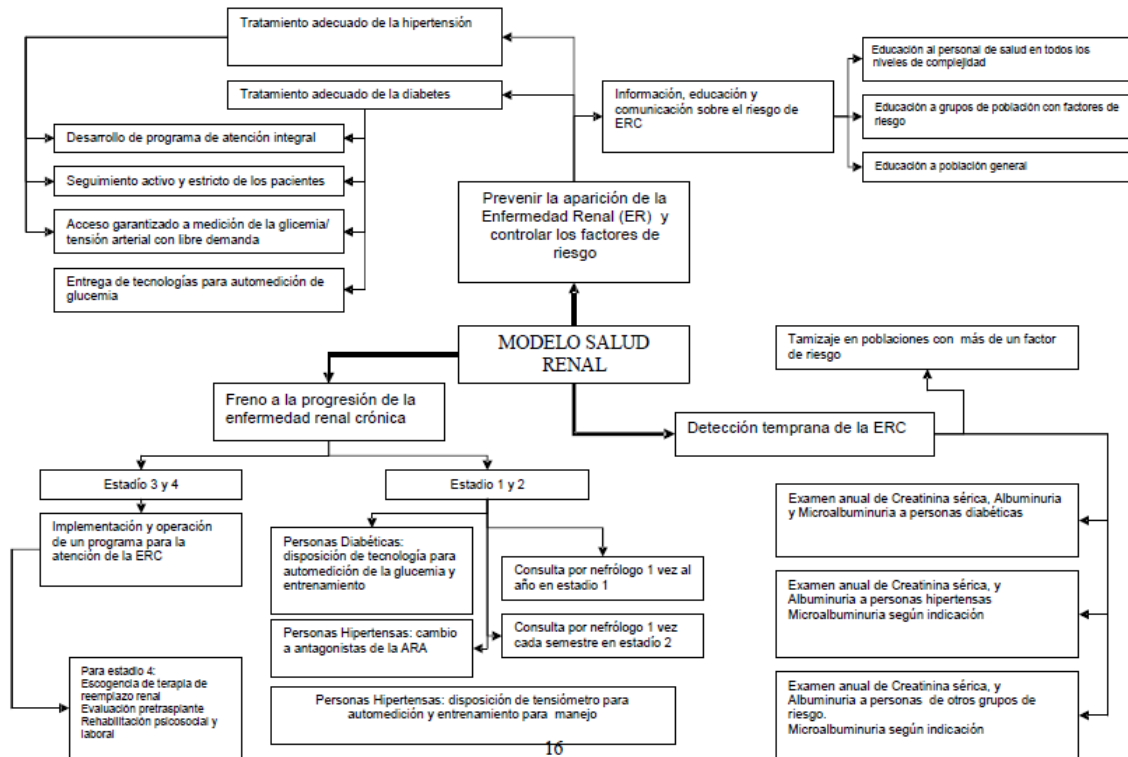 Tratamiento adecuado de la hipertensión
Tratamiento adecuado de la diabetes
Desarrollo de programa de atención integral
Seguimiento activo y estricto de los pacientes
Acceso garantizado a medición de la glicemia/
tensión arterial con libre demanda
Entrega de tecnologías para automedición de
glucemia
Información, educación y
comunicación sobre el riesgo de
ERC
Educación al personal de salud en todos los
niveles de complejidad
Educación a grupos de población con factores de
riesgo
Educación a población general
Prevenir la aparición de la
Enfermedad Renal (ER) y
controlar los factores de
riesgo
MODELO SALUD
RENAL
Freno a la progresión de la
enfermedad renal crónica
Estadío 3 y 4
Implementación y operación
de un programa para la
atención de la ERC
Para estadio 4:
Escogencia de terapia de
reemplazo renal
Evaluación pretrasplante
Rehabilitación psicosocial y
laboral
Estadio 1 y 2
Personas Diabéticas:
disposición de tecnología para
automedición de la glucemia y
entrenamiento
Personas Hipertensas: cambio
a antagonistas de la ARA
Consulta por nefrólogo 1 vez al
año en estadio 1
Consulta por nefrólogo 1 vez
cada semestre en estadío 2
Personas Hipertensas: disposición de tensiómetro para
automedición y entrenamiento para manejo
Tamizaje en poblaciones con más de un factor
de riesgo
Detección temprana de la ERC
Examen anual de Creatinina sérica, Albuminuria
y Microalbuminuria a personas diabéticas
Examen anual de Creatinina sérica, y
Albuminuria a personas hipertensas
Microalbuminuria según indicación
Examen anual de Creatinina sérica, y
Albuminuria a personas de otros grupos de
riesgo.
Microalbuminuria según indicación
16